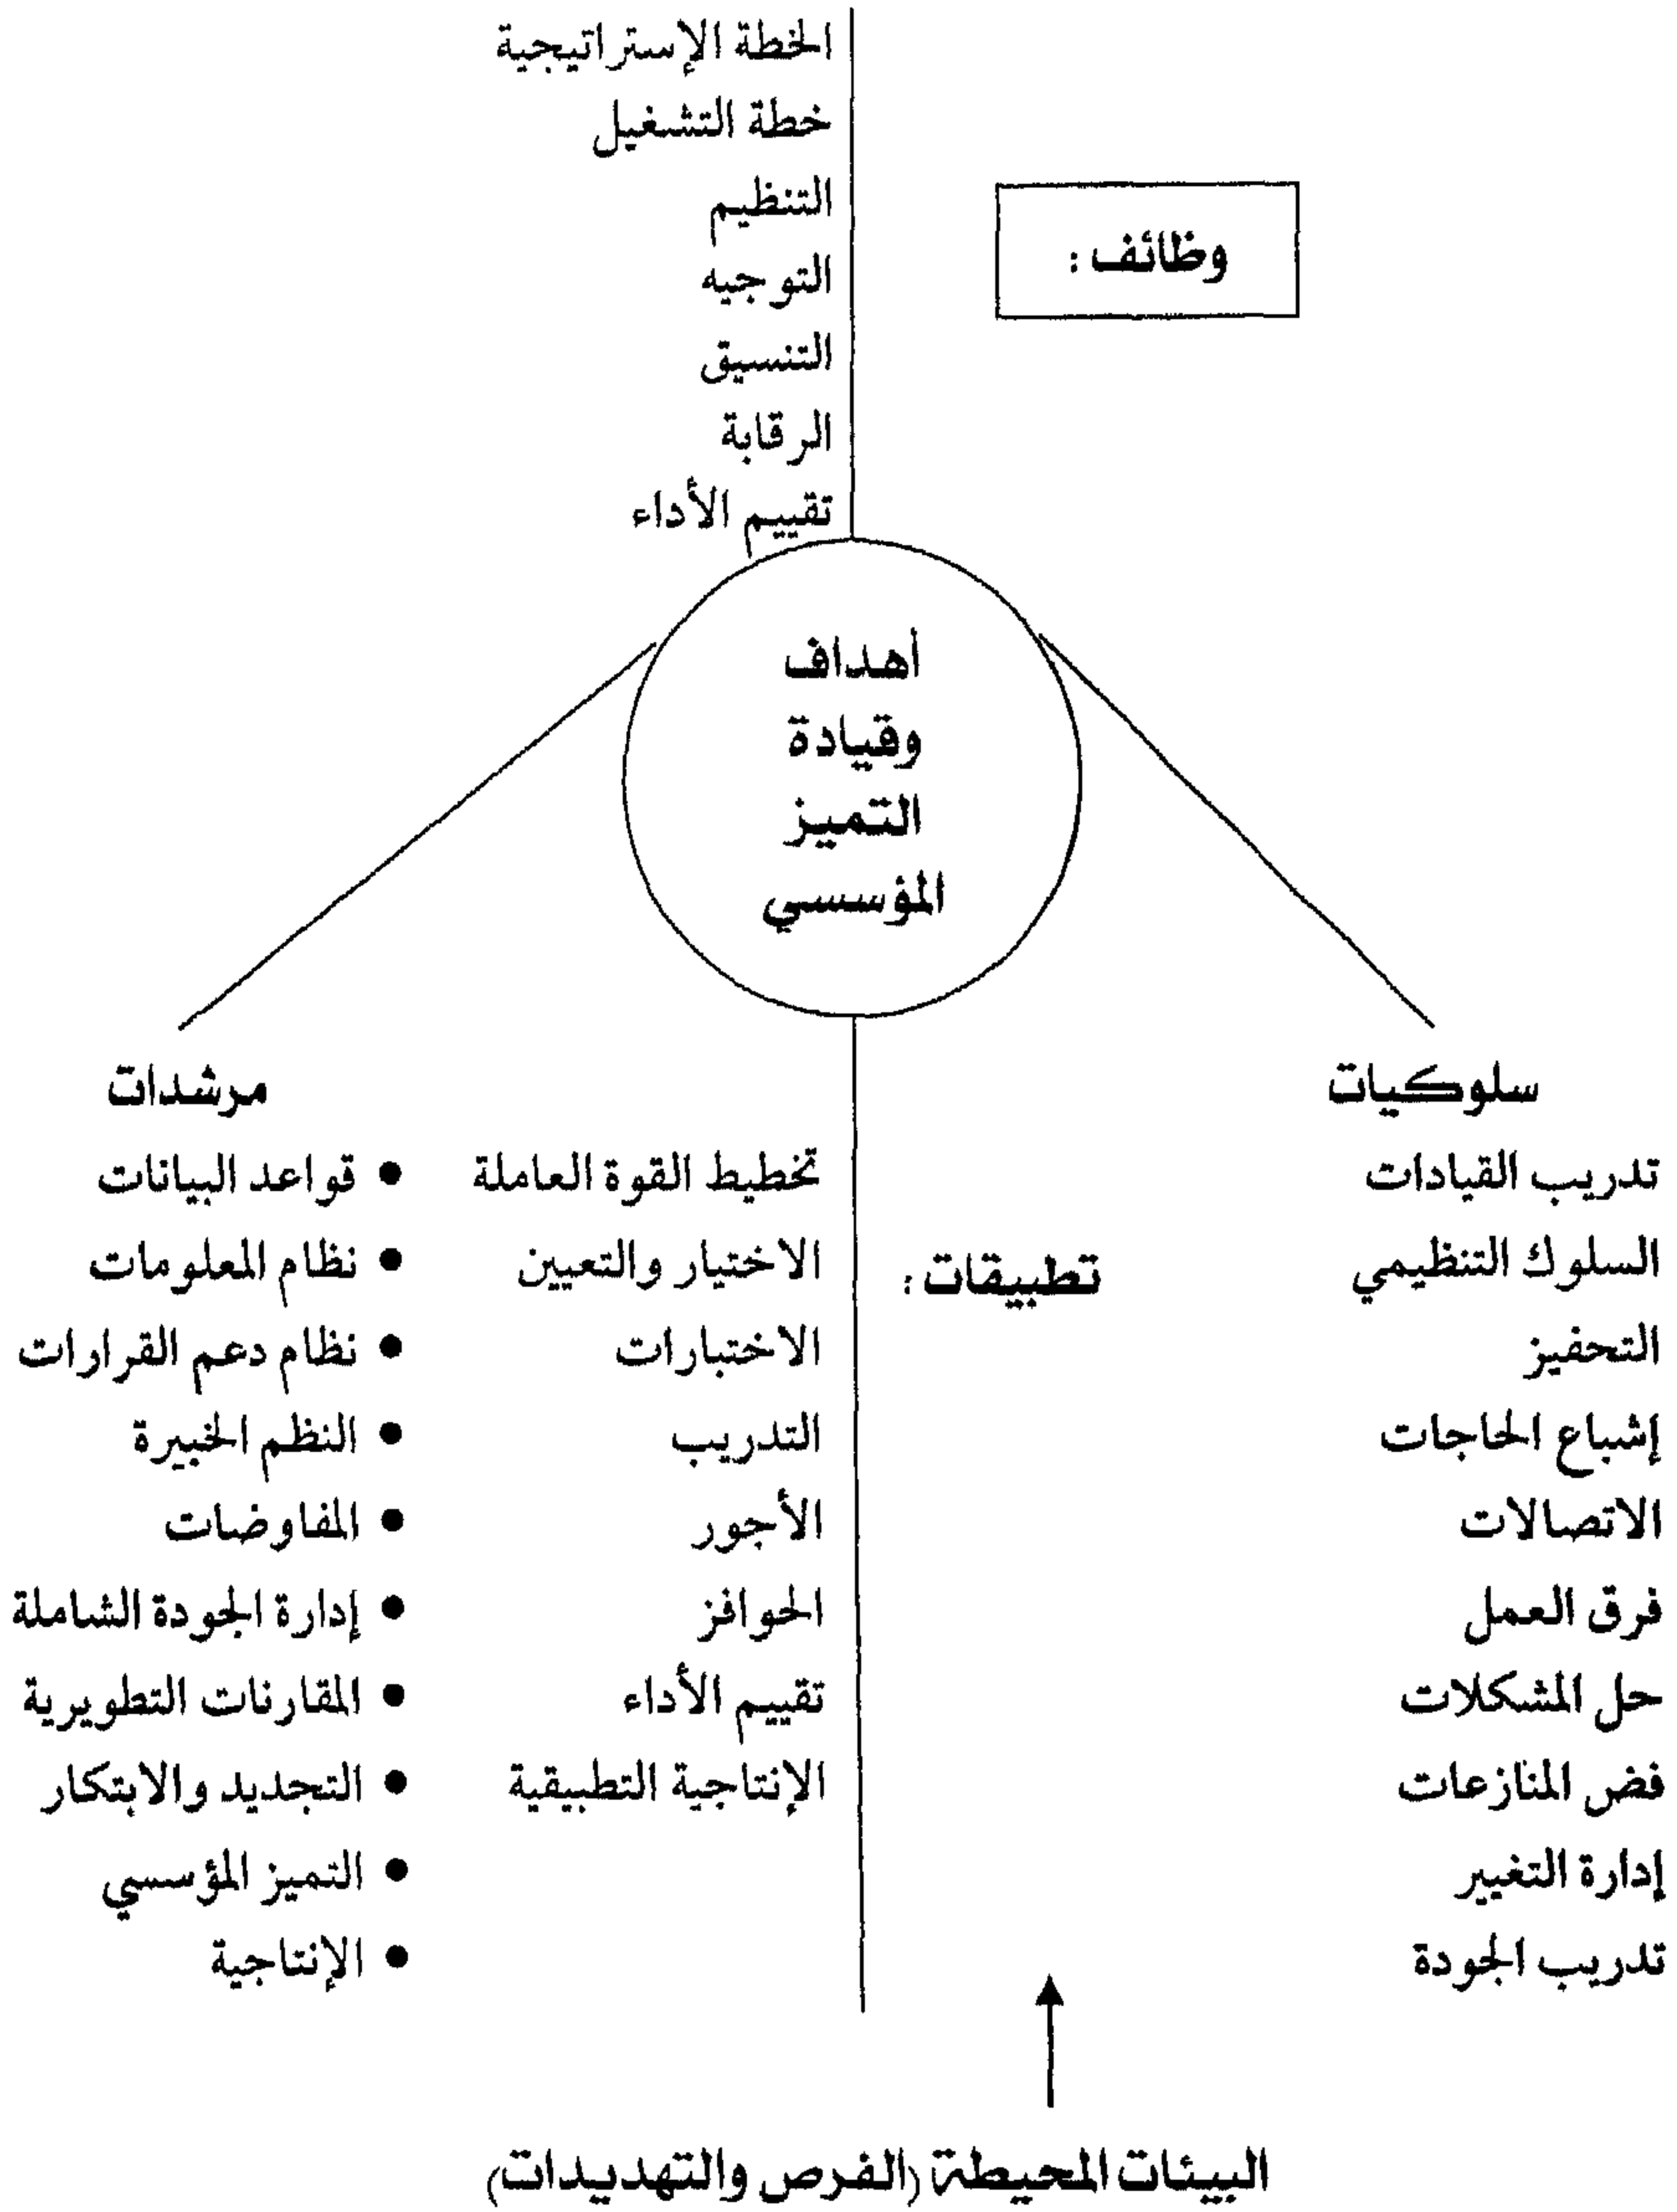 الخطة الإستراتيجية
خطة التشغيل
التنظيم
التوجيه
التنسيق
الرقابة
تقييم الأداء
وظائف :
أهداف
وقيادة
التميز
المؤسسي
سلوكيات
تدريب القيادات
السلوك التنظيمي
التحفيز
إشباع الحاجات
الاتصالات
فرق العمل
حل المشكلات
فض المنازعات
إدارة التغيير
تدريب الجودة
تطبيقات :
تخطيط القوة العاملة
الاختيار والتعيين
الاختبارات
التدريب
الأجور
الحوافز
تقييم الأداء
الإنتاجية التطبيقية
مرشدات
• قواعد البيانات
• نظام المعلومات
• نظام دعم القرارات
• النظم الخبيرة
• المفاوضات
• إدارة الجودة الشاملة
• المقارنات التطويرية
• التجديد والابتكار
• التميز المؤسسي
• الإنتاجية
البيئات المحيطة (الفرص والتهديدات)